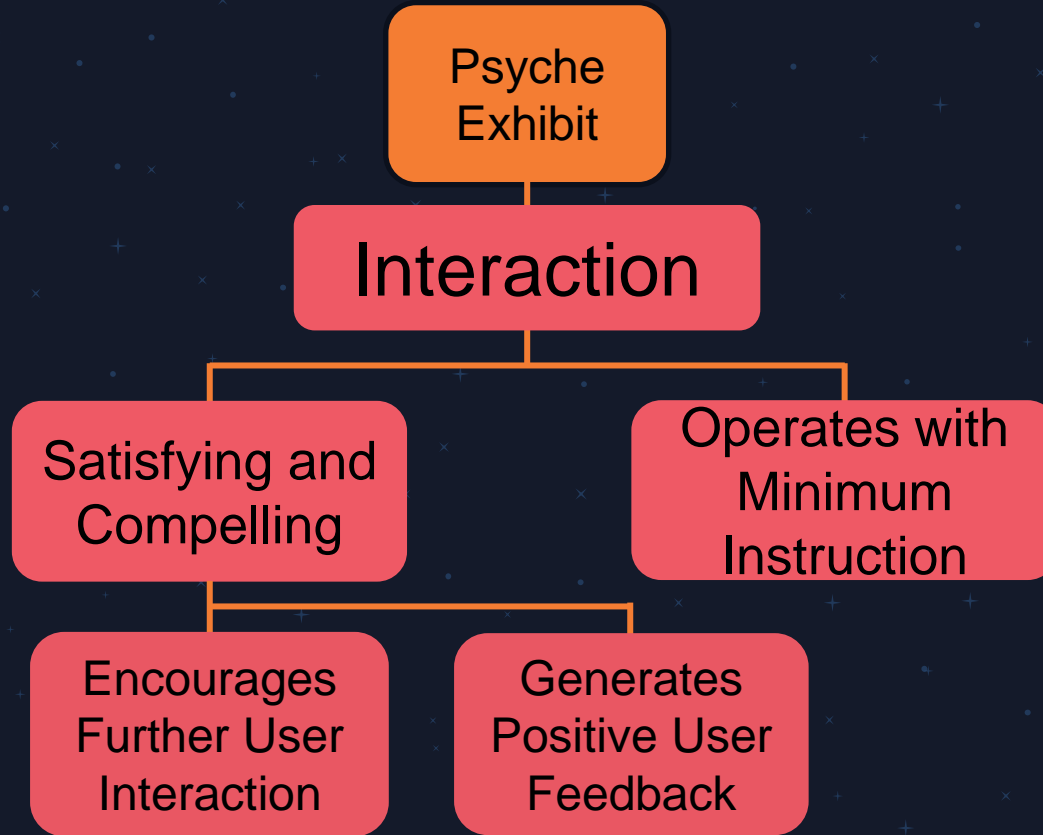 Psyche
Exhibit
Interaction
Satisfying and
Compelling
Operates with
Minimum
Instruction
Encourages
Further User
Interaction
Generates
Positive User
Feedback